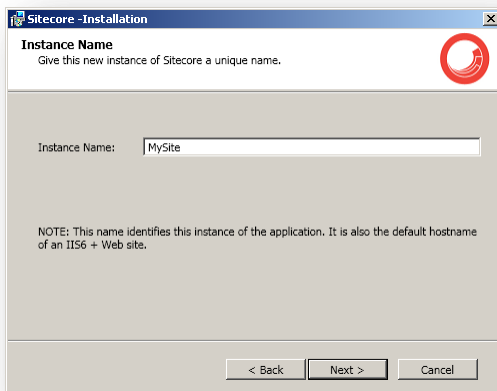 Sitecore -Installation
Instance Name
Give this new instance of Sitecore a unique name.
Instance Name: MySite
NOTE: This name identifies this instance of the application. It is also the default hostname
of an IIS6 + Web site.
< Back Next > Cancel